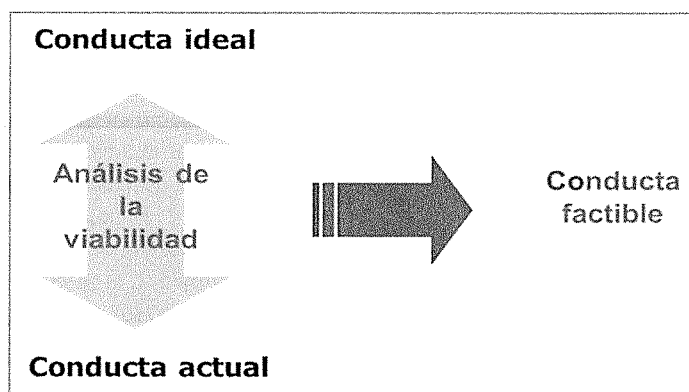 Conducta ideal
Análisis de
la
viabilidad
Conducta
factible
Conducta actual